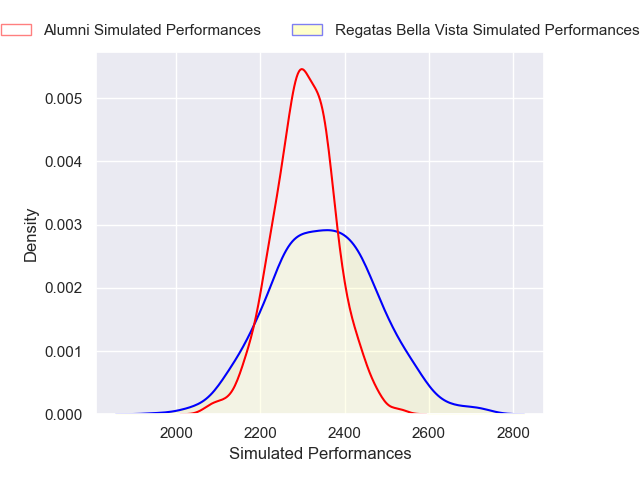 Alumni Simulated Performances
Regatas Bella Vista Simulated Performances
0.005
0.004
0.003
0.002
0.001
0.000
Density
2000
2200
2400
2600
2800
Simulated Performances